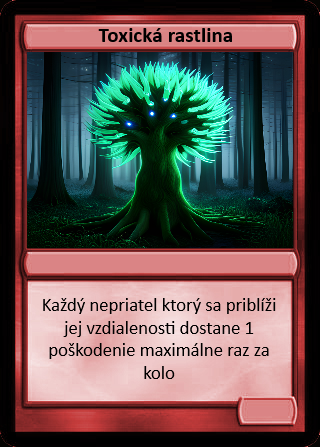 Toxická rastlina
Každý nepriatel ktorý sa priblíži
jej vzdialenosti dostane 1
poškodenie maximálne raz za
kolo